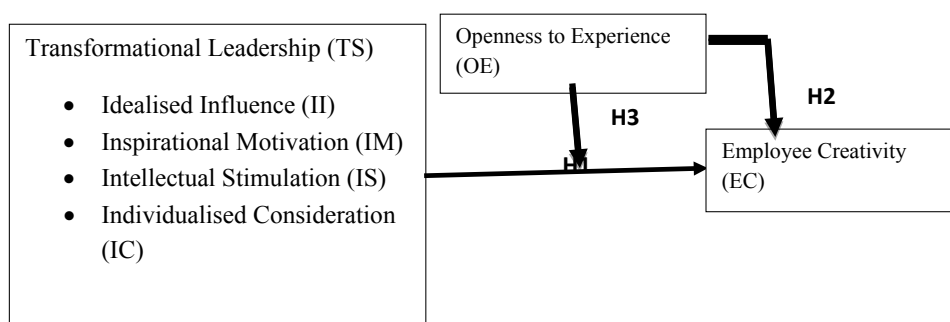 Transformational Leadership (TS)
• Idealised Influence (II)
• Inspirational Motivation (IM)
• Intellectual Stimulation (IS)
• Individualised Consideration
(IC)
Openness to Experience
(OE)
H3
H2
H1
Employee Creativity
(EC)